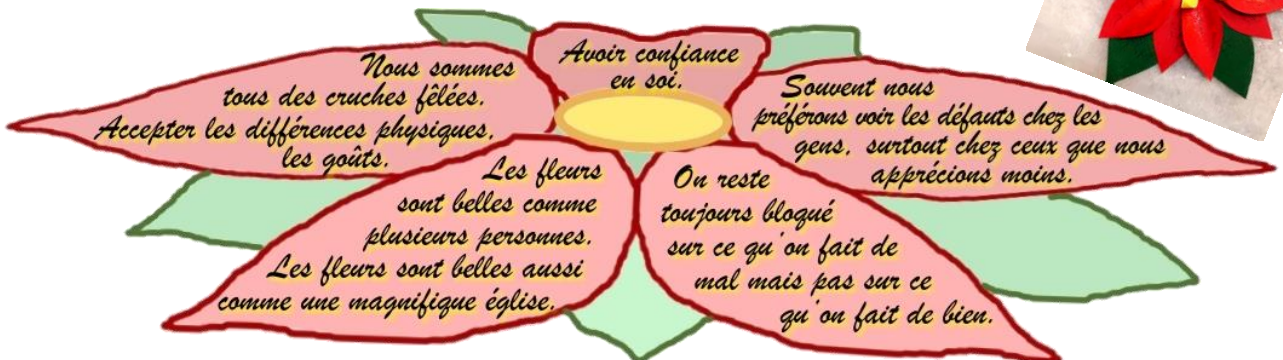 Avoir confiance
en soi.
Nous sommes
tous des cruches fêlées.
Accepter les différences physiques,
les goûts.
Souvent nous
préférons voir les défauts chez les
gens, surtout chez ceux que nous
apprécions moins.
Les fleurs
sont belles comme
plusieurs personnes.
Les fleurs sont belles aussi
comme une magnifique église.
On reste
toujours bloqué
sur ce qu'on fait de
mal mais pas sur ce
qu'on fait de bien.